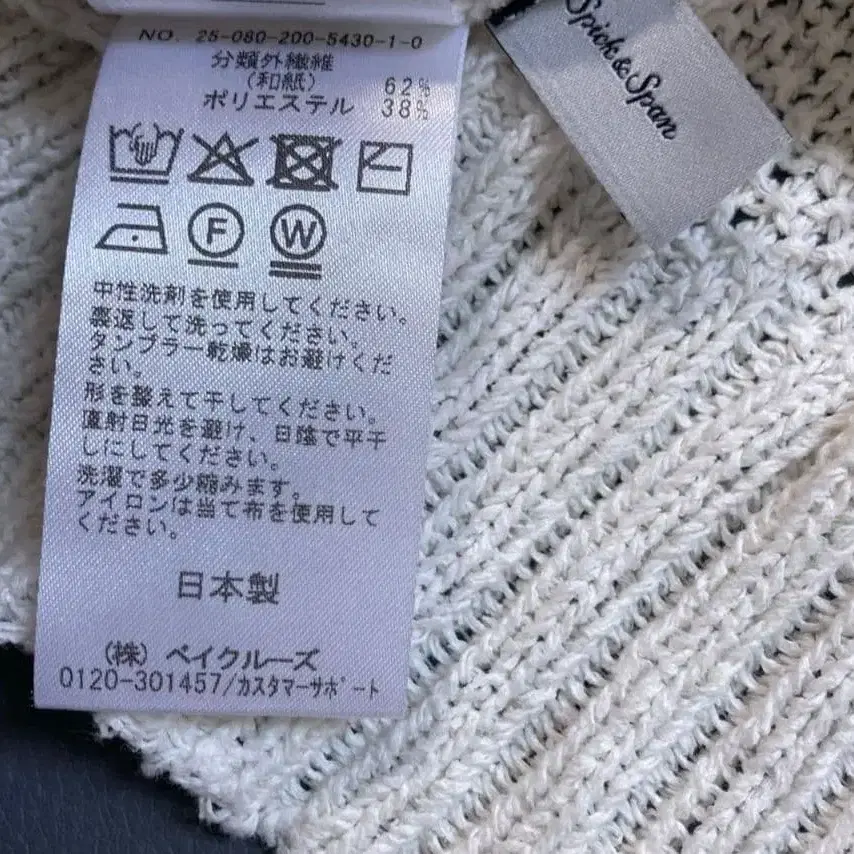 NO. 25-080-200-5430-1-0
分類外繊維
(和紙) 62%
ポリエステル 38%
F
W
中性洗剤を使用してください。
裏返して洗ってください。
タンブラー乾燥はお避けくだ
さい。
形を整えて干してください。
直射日光を避け、日陰で平干
しにしてください。
洗濯で多少縮みます。
アイロンは当て布を使用して
ください。
日本製
(株) ベイクルーズ
0120-301457/カスタマーサポート
Spick & Span